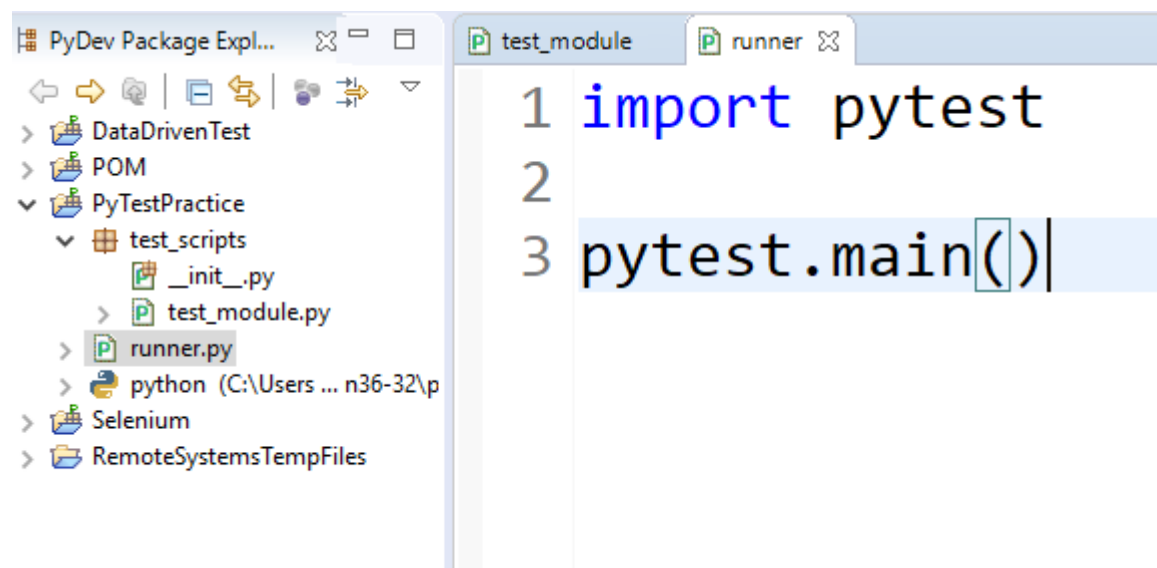 PyDev Package Expl...
DataDrivenTest
POM
PyTestPractice
test_scripts
__init__.py
test_module.py
runner.py
python (C:\Users ... n36-32\p
Selenium
RemoteSystemsTempFiles
test_module runner
1 import pytest
2
3 pytest.main()